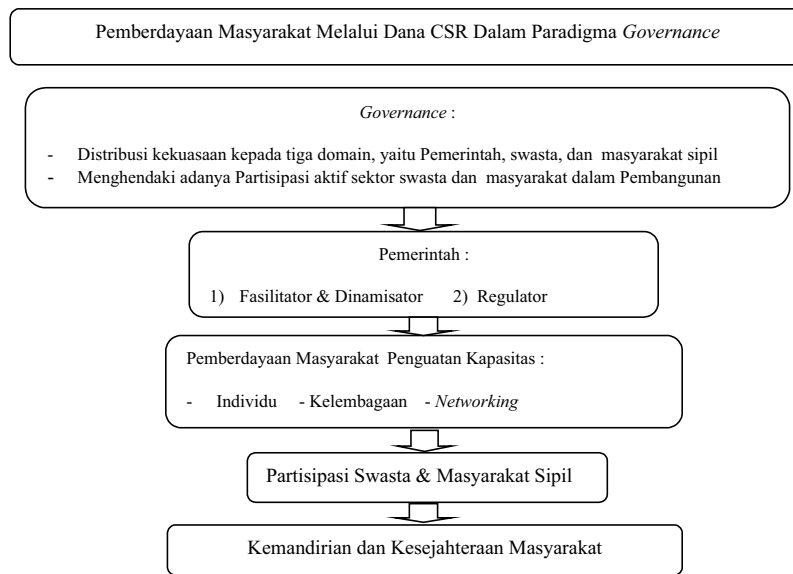 Pemberdayaan Masyarakat Melalui Dana CSR Dalam Paradigma Governance
Governance :
- Distribusi kekuasaan kepada tiga domain, yaitu Pemerintah, swasta, dan masyarakat sipil
- Menghendaki adanya Partisipasi aktif sektor swasta dan masyarakat dalam Pembangunan
Pemerintah :
1) Fasilitator & Dinamisator 2) Regulator
Pemberdayaan Masyarakat Penguatan Kapasitas :
- Individu - Kelembagaan - Networking
Partisipasi Swasta & Masyarakat Sipil
Kemandirian dan Kesejahteraan Masyarakat